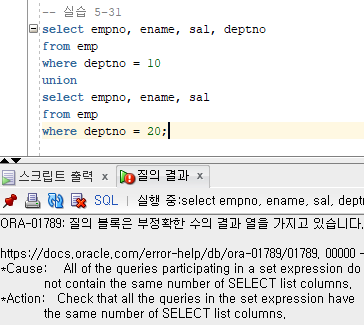 -- 실습 5-31
select empno, ename, sal, deptno
from emp
where deptno = 10
union
select empno, ename, sal
from emp
where deptno = 20;
스크립트 출력 x 질의 결과 x
SQL | 실행 중:select empno, ename, sal, dept
ORA-01789: 질의 블록은 부정확한 수의 결과 열을 가지고 있습니다.
https://docs.oracle.com/error-help/db/ora-01789/01789. 00000 -
*Cause: All of the queries participating in a set expression do
not contain the same number of SELECT list columns.
*Action: Check that all the queries in the set expression have
the same number of SELECT list columns.